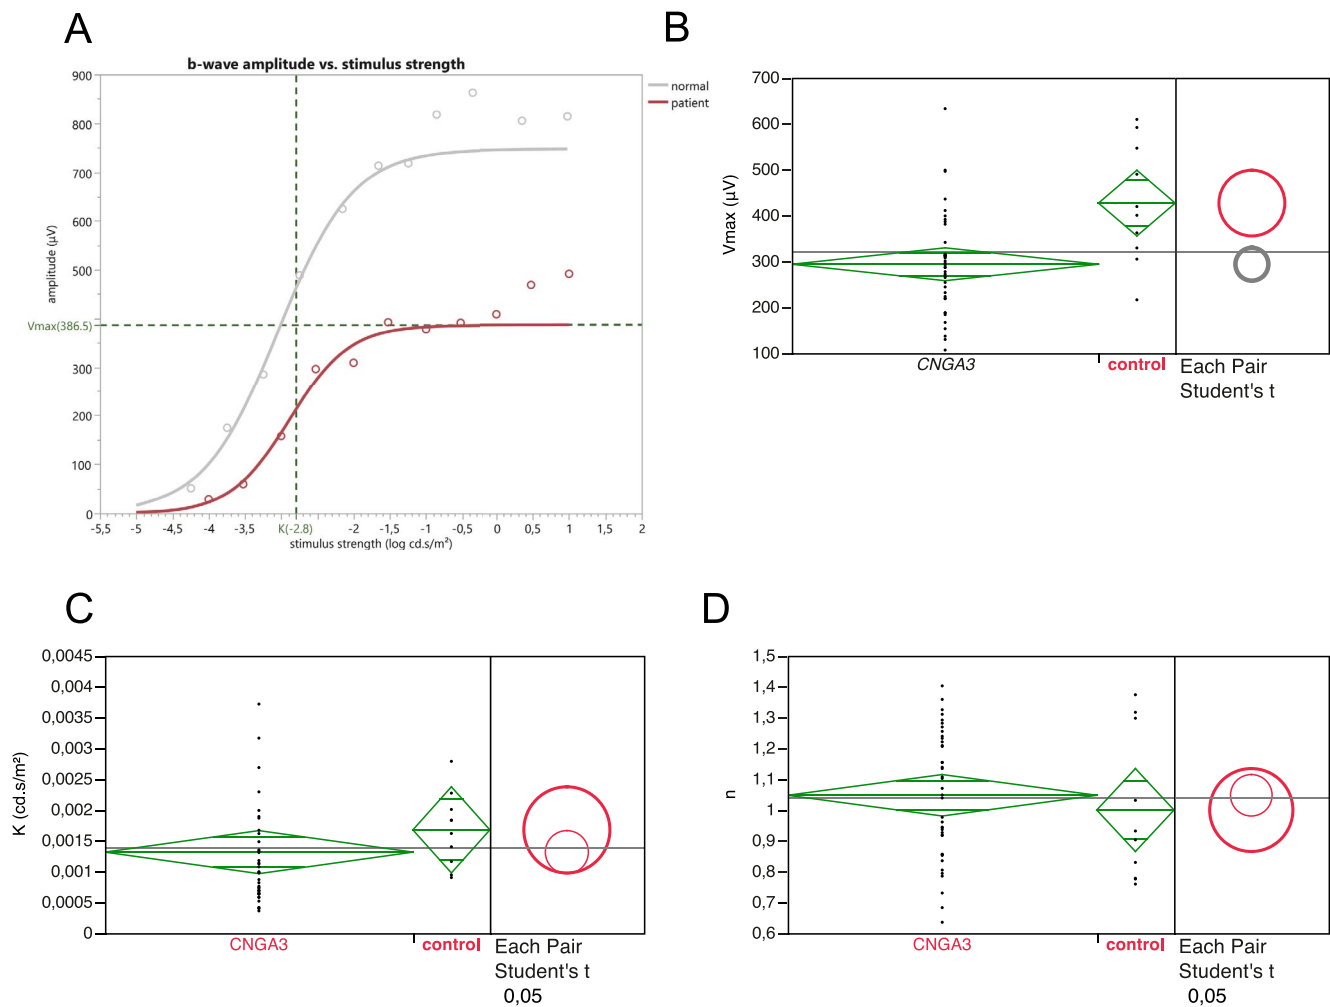 A
b-wave amplitude vs. stimulus strength
900
800
700
600
500
Vmax(386.5)
300
200
100
0
amplitude (µV)
-5,5
-5
-4,5
-4
-3,5
K(-2.8)
-2
-1,5
-1
-0,5
0
0,5
1
1,5
2
stimulus strength (log cd.s/m²)
normal
patient
B
700
600
500
400
300
200
100
Vmax (µV)
CNGA3
control
Each Pair
Student's t
C
0,0045
0,004
0,0035
0,003
0,0025
0,002
0,0015
0,001
0,0005
0
K (cd.s/m²)
CNGA3
control
Each Pair
Student's t
0,05
D
1,5
1,4
1,3
1,2
1,1
1
0,9
0,8
0,7
0,6
n
CNGA3
control
Each Pair
Student's t
0,05